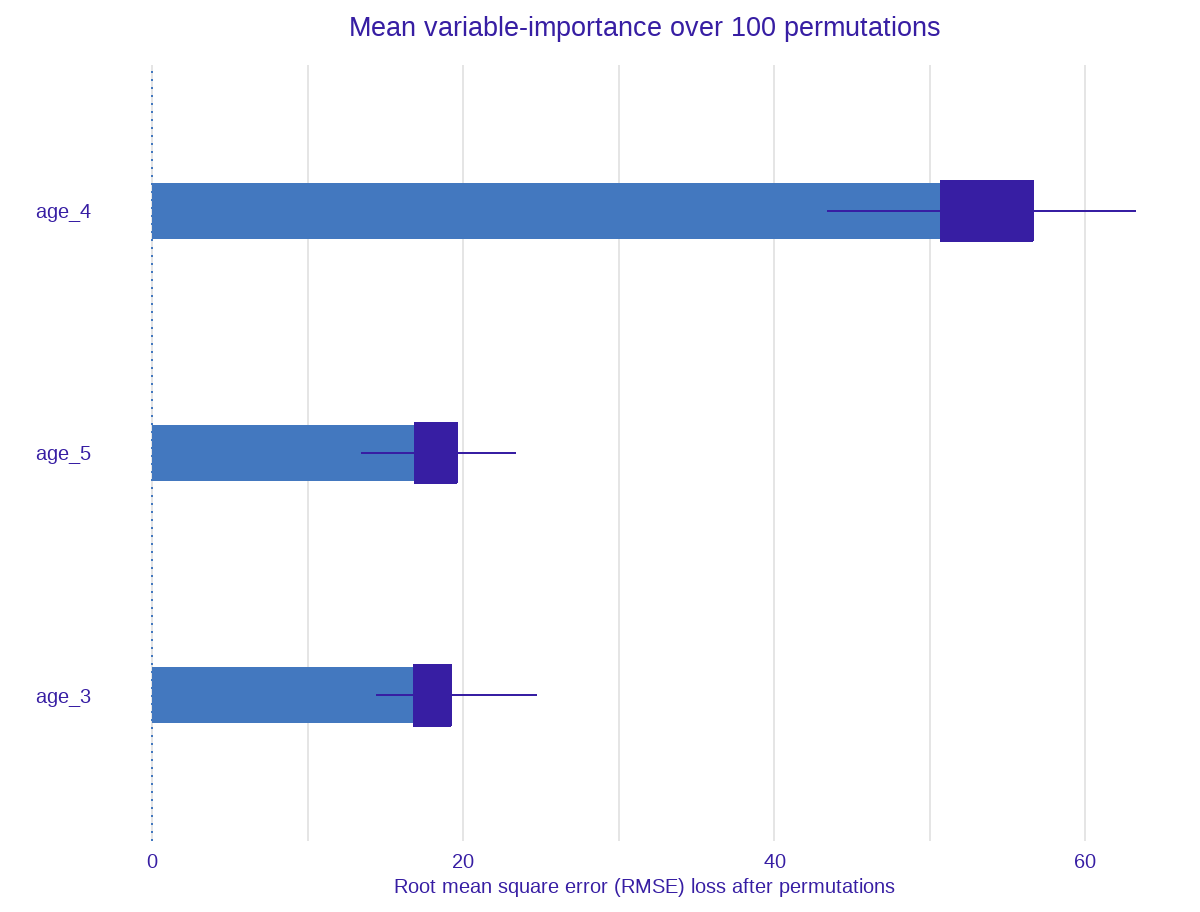 Mean variable-importance over 100 permutations
age_4
age_5
age_3
0 20 40 60
Root mean square error (RMSE) loss after permutations